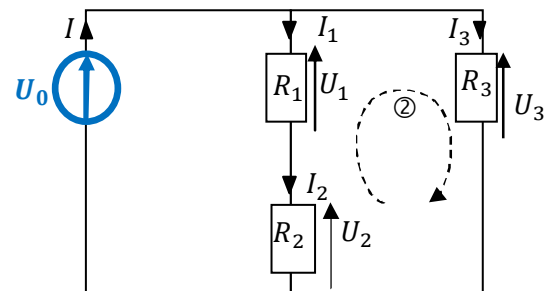 I I₁ I₃
U₀ R₁ U₁ ② R₃ U₃
I₂
R₂ U₂